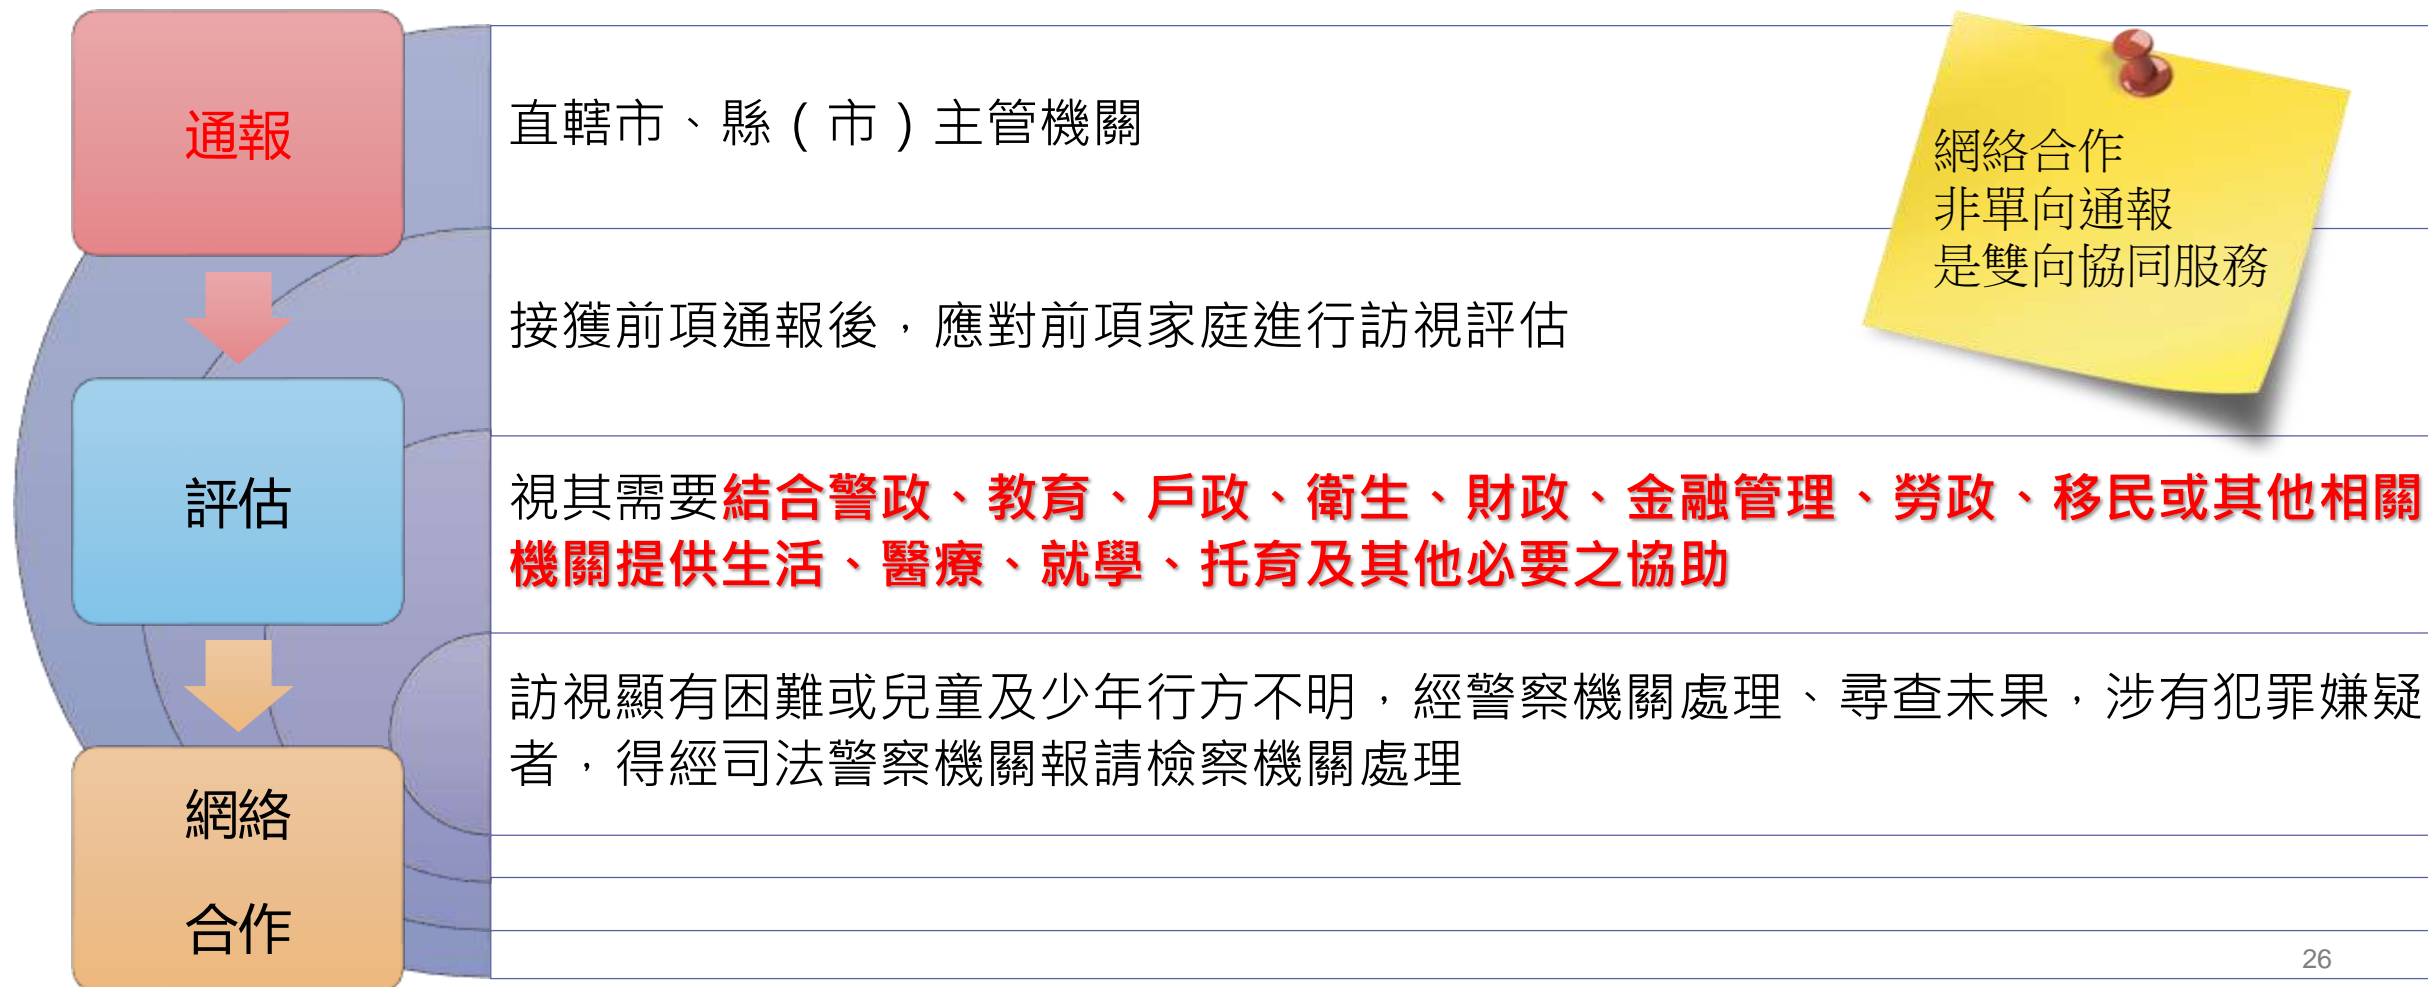 通報
直轄市、縣（市）主管機關
網絡合作
非單向通報
是雙向協同服務
接獲前項通報後，應對前項家庭進行訪視評估
評估
視其需要結合警政、教育、戶政、衛生、財政、金融管理、勞政、移民或其他相關
機關提供生活、醫療、就學、托育及其他必要之協助
訪視顯有困難或兒童及少年行方不明，經警察機關處理、尋查未果，涉有犯罪嫌疑
者，得經司法警察機關報請檢察機關處理
網絡
合作
26